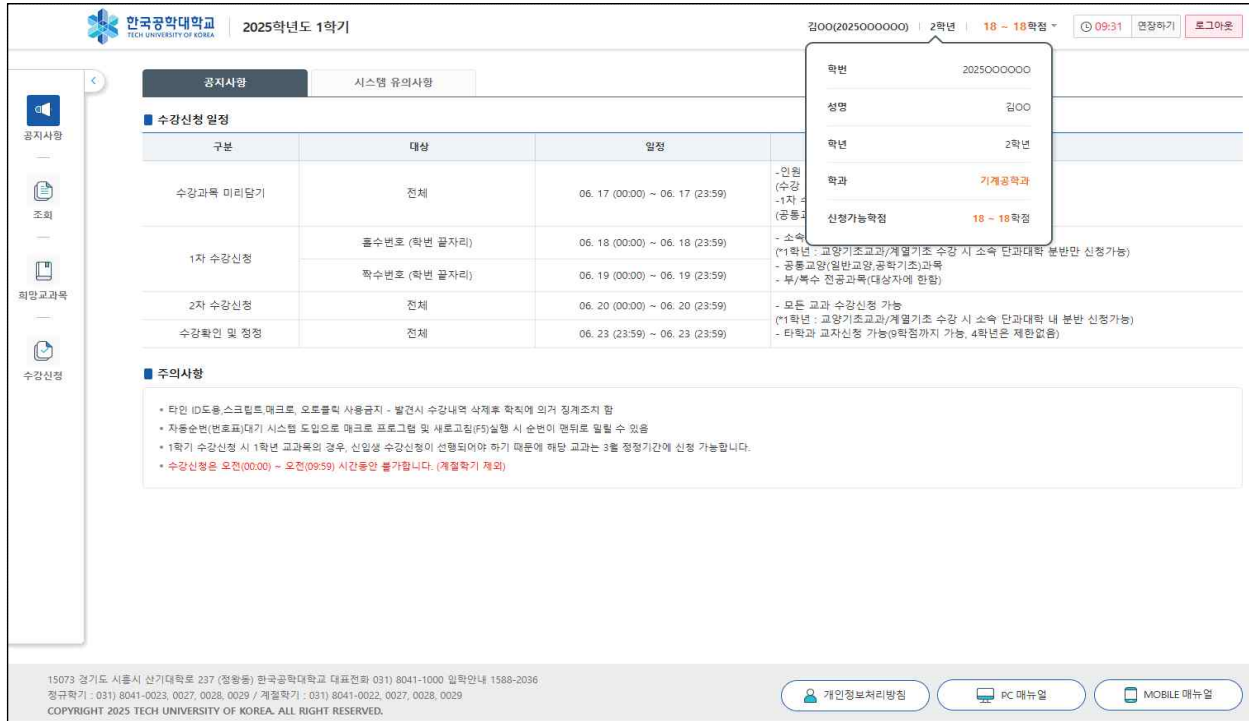 한국공학대학교
TECH UNIVERSITY OF KOREA
2025학년도 1학기
김OO(2025OOOOOO) 2학년 18 ~ 18학점
09:31 연장하기 로그아웃
학번 2025OOOOOO
성명 김OO
학년 2학년
학과 기계공학과
신청가능학점 18 ~ 18학점
공지사항
조회
희망교과목
수강신청
공지사항 시스템 유의사항
수강신청 일정
구분 대상 일정
수강과목 미리담기 전체 06. 17 (00:00) ~ 06. 17 (23:59)
-인원
(수강
-1차
(공통교
1차 수강신청
홀수번호 (학번 끝자리) 06. 18 (00:00) ~ 06. 18 (23:59)
짝수번호 (학번 끝자리) 06. 19 (00:00) ~ 06. 19 (23:59)
- 소속
(*1학년 : 교양기초교과/계열기초 수강 시 소속 단과대학 분반만 신청가능)
- 공통교양(일반교양,공학기초)과목
- 부/복수 전공과목(대상자에 한함)
2차 수강신청 전체 06. 20 (00:00) ~ 06. 20 (23:59)
수강확인 및 정정 전체 06. 23 (23:59) ~ 06. 23 (23:59)
- 모든 교과 수강신청 가능
(*1학년 : 교양기초교과/계열기초 수강 시 소속 단과대학 내 분반 신청가능)
- 타학과 교차신청 가능(9학점까지 가능, 4학년은 제한없음)
주의사항
• 타인 ID도용,스크립트,매크로, 오토클릭 사용금지 - 발견시 수강내역 삭제후 학칙에 의거 징계조치 함
• 자동순번(번호표)대기 시스템 도입으로 매크로 프로그램 및 새로고침(F5)실행 시 순번이 맨뒤로 밀릴 수 있음
• 1학기 수강신청 시 1학년 교과목의 경우, 신입생 수강신청이 선행되어야 하기 때문에 해당 교과는 3월 정정기간에 신청 가능합니다.
• 수강신청은 오전(00:00) ~ 오전(09:59) 시간동안 불가합니다. (계절학기 제외)
15073 경기도 시흥시 산기대학로 237 (정왕동) 한국공학대학교 대표전화 031) 8041-1000 입학안내 1588-2036
정규학기 : 031) 8041-0023, 0027, 0028, 0029 / 계절학기 : 031) 8041-0022, 0027, 0028, 0029
COPYRIGHT 2025 TECH UNIVERSITY OF KOREA. ALL RIGHT RESERVED.
개인정보처리방침 PC 매뉴얼 MOBILE 매뉴얼